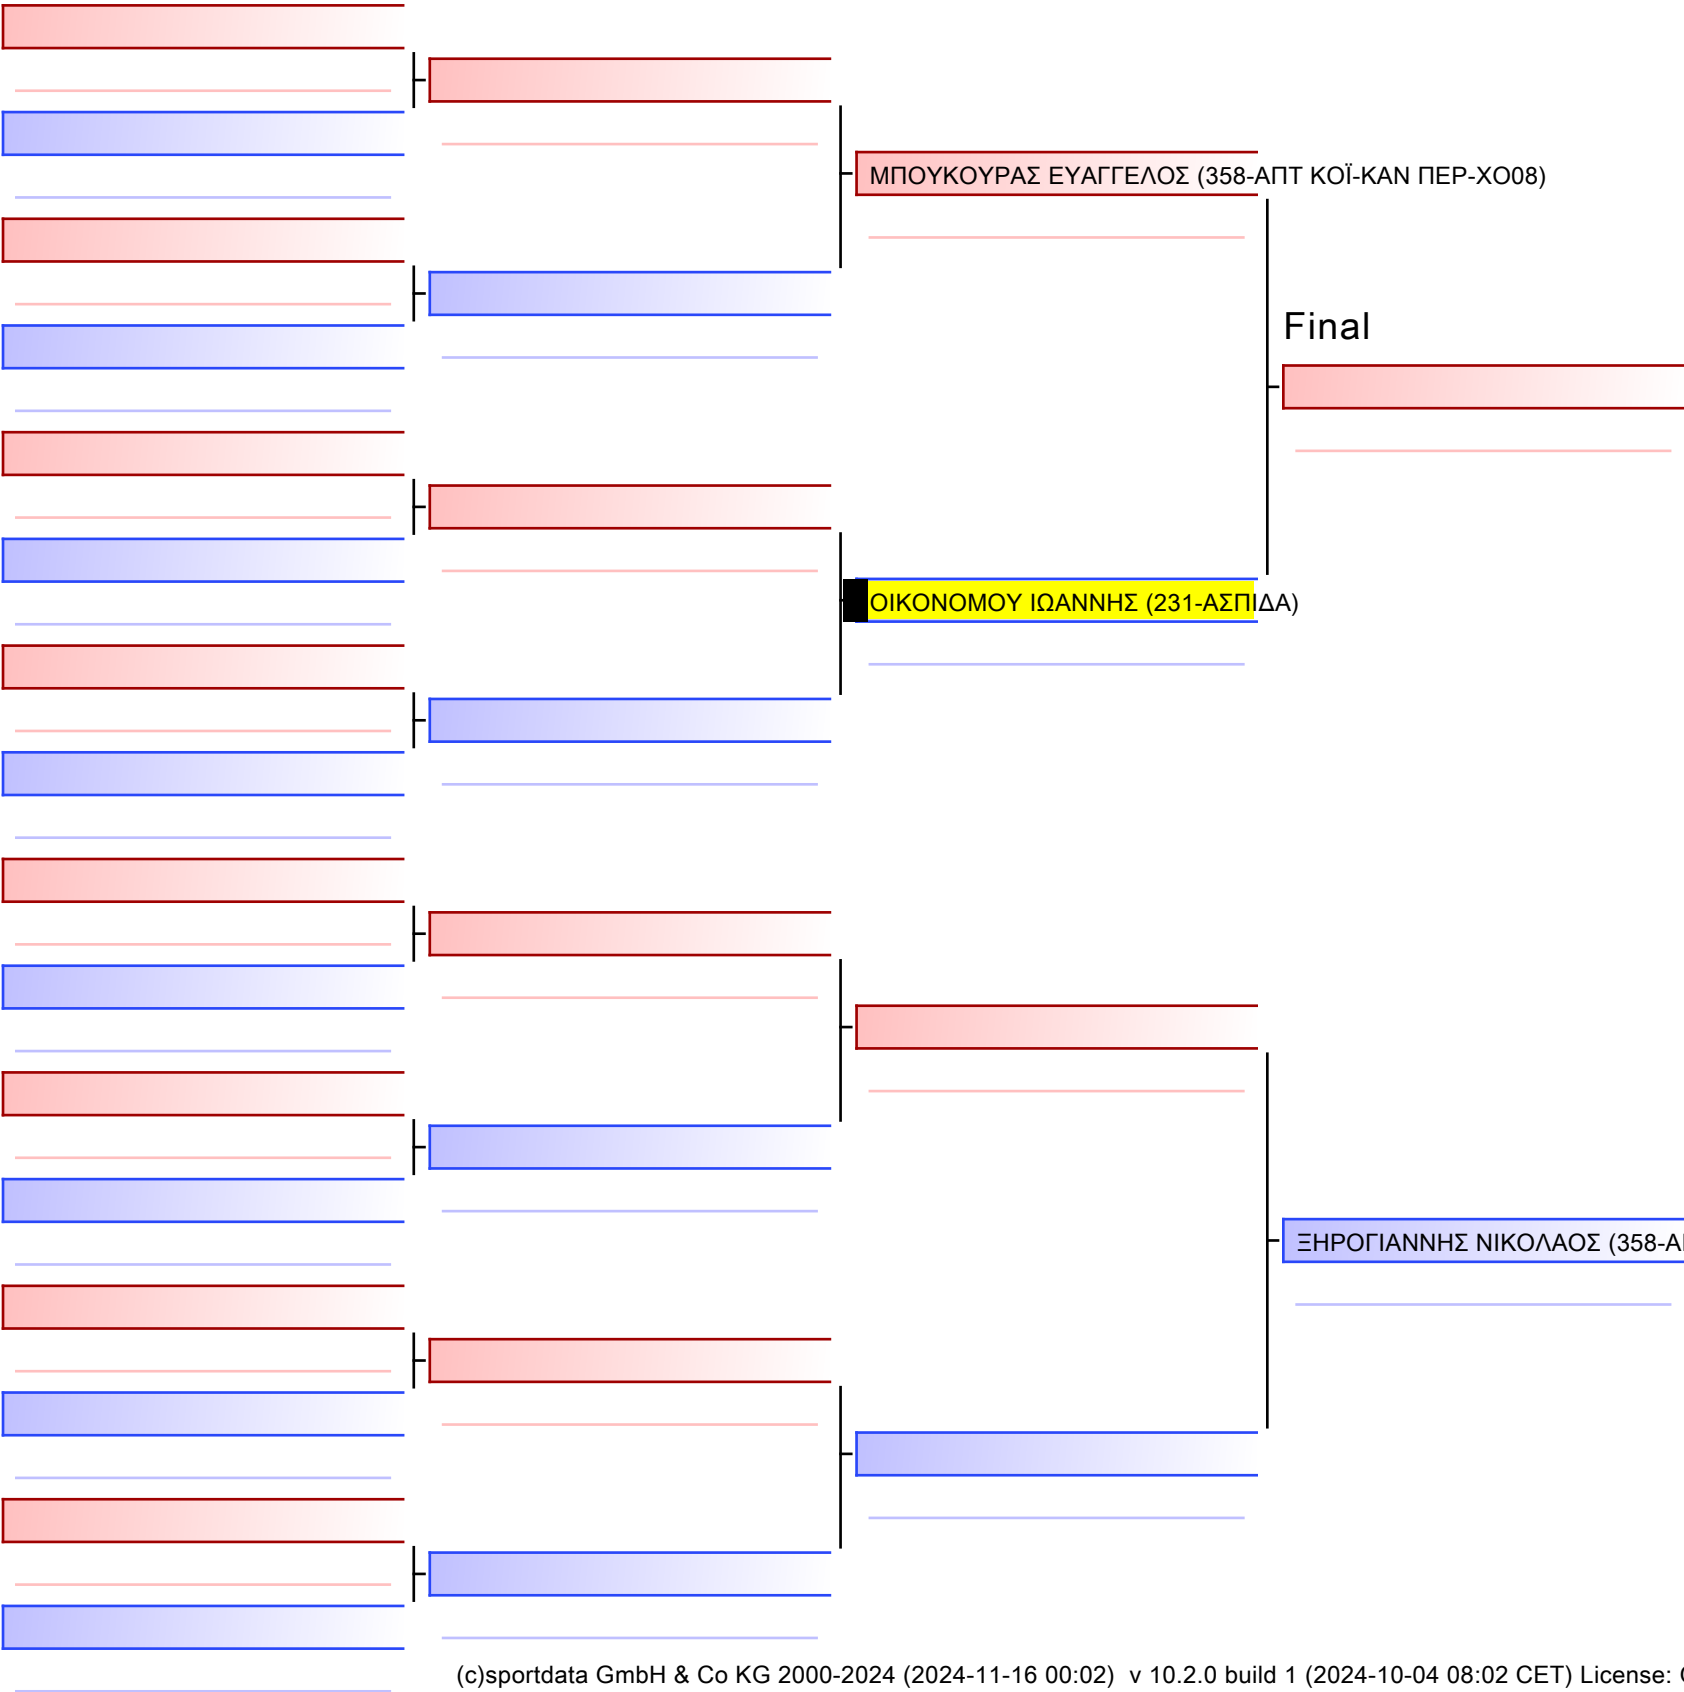 ΜΠΟΥΚΟΥΡΑΣ ΕΥΑΓΓΕΛΟΣ (358-ΑΠΤ ΚΟΪ-ΚΑΝ ΠΕΡ-ΧΟ08)
Final
ΟΙΚΟΝΟΜΟΥ ΙΩΑΝΝΗΣ (231-ΑΣΠΙΔΑ)
ΞΗΡΟΓΙΑΝΝΗΣ ΝΙΚΟΛΑΟΣ (358-
(c)sportdata GmbH & Co KG 2000-2024 (2024-11-16 00:02) v 10.2.0 build 1 (2024-10-04 08:02 CET) License: